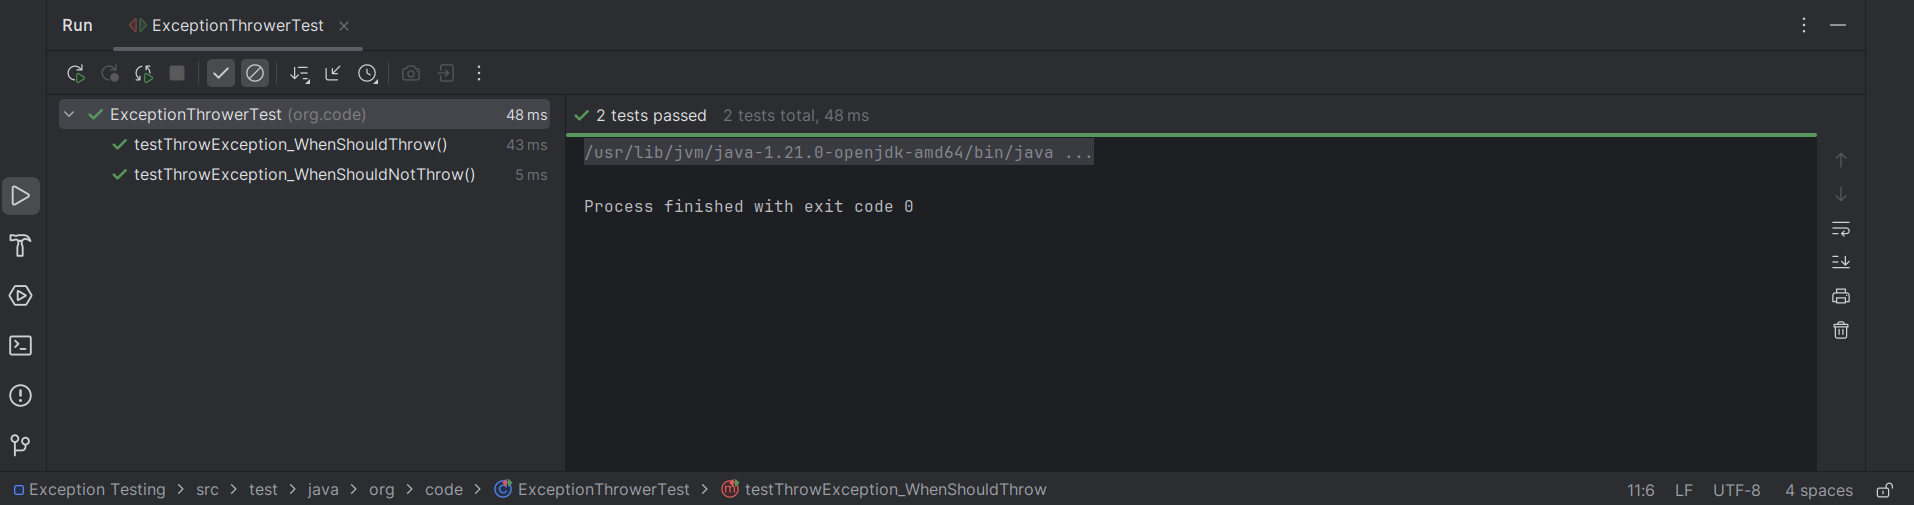 Run ExceptionThrowerTest
ExceptionThrowerTest (org.code) 48 ms
testThrowException_WhenShouldThrow() 43 ms
testThrowException_WhenShouldNotThrow() 5 ms
2 tests passed 2 tests total, 48 ms
/usr/lib/jvm/java-1.21.0-openjdk-amd64/bin/java ...
Process finished with exit code 0
Exception Testing > src > test > java > org > code > ExceptionThrowerTest > testThrowException_WhenShouldThrow 11:6 LF UTF-8 4 spaces